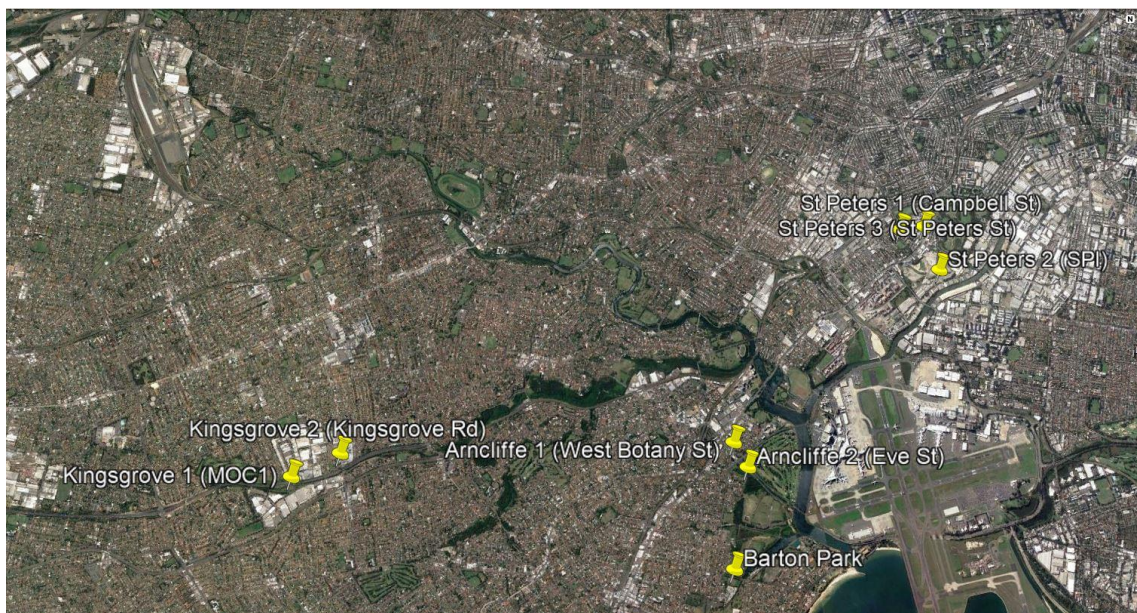 N
St Peters 1 (Campbell St)
St Peters 3 (St Peters St)
St Peters 2 (SPI)
Kingsgrove 2 (Kingsgrove Rd)
Arncliffe 1 (West Botany St)
Arncliffe 2 (Eve St)
Kingsgrove 1 (MOC1)
Barton Park